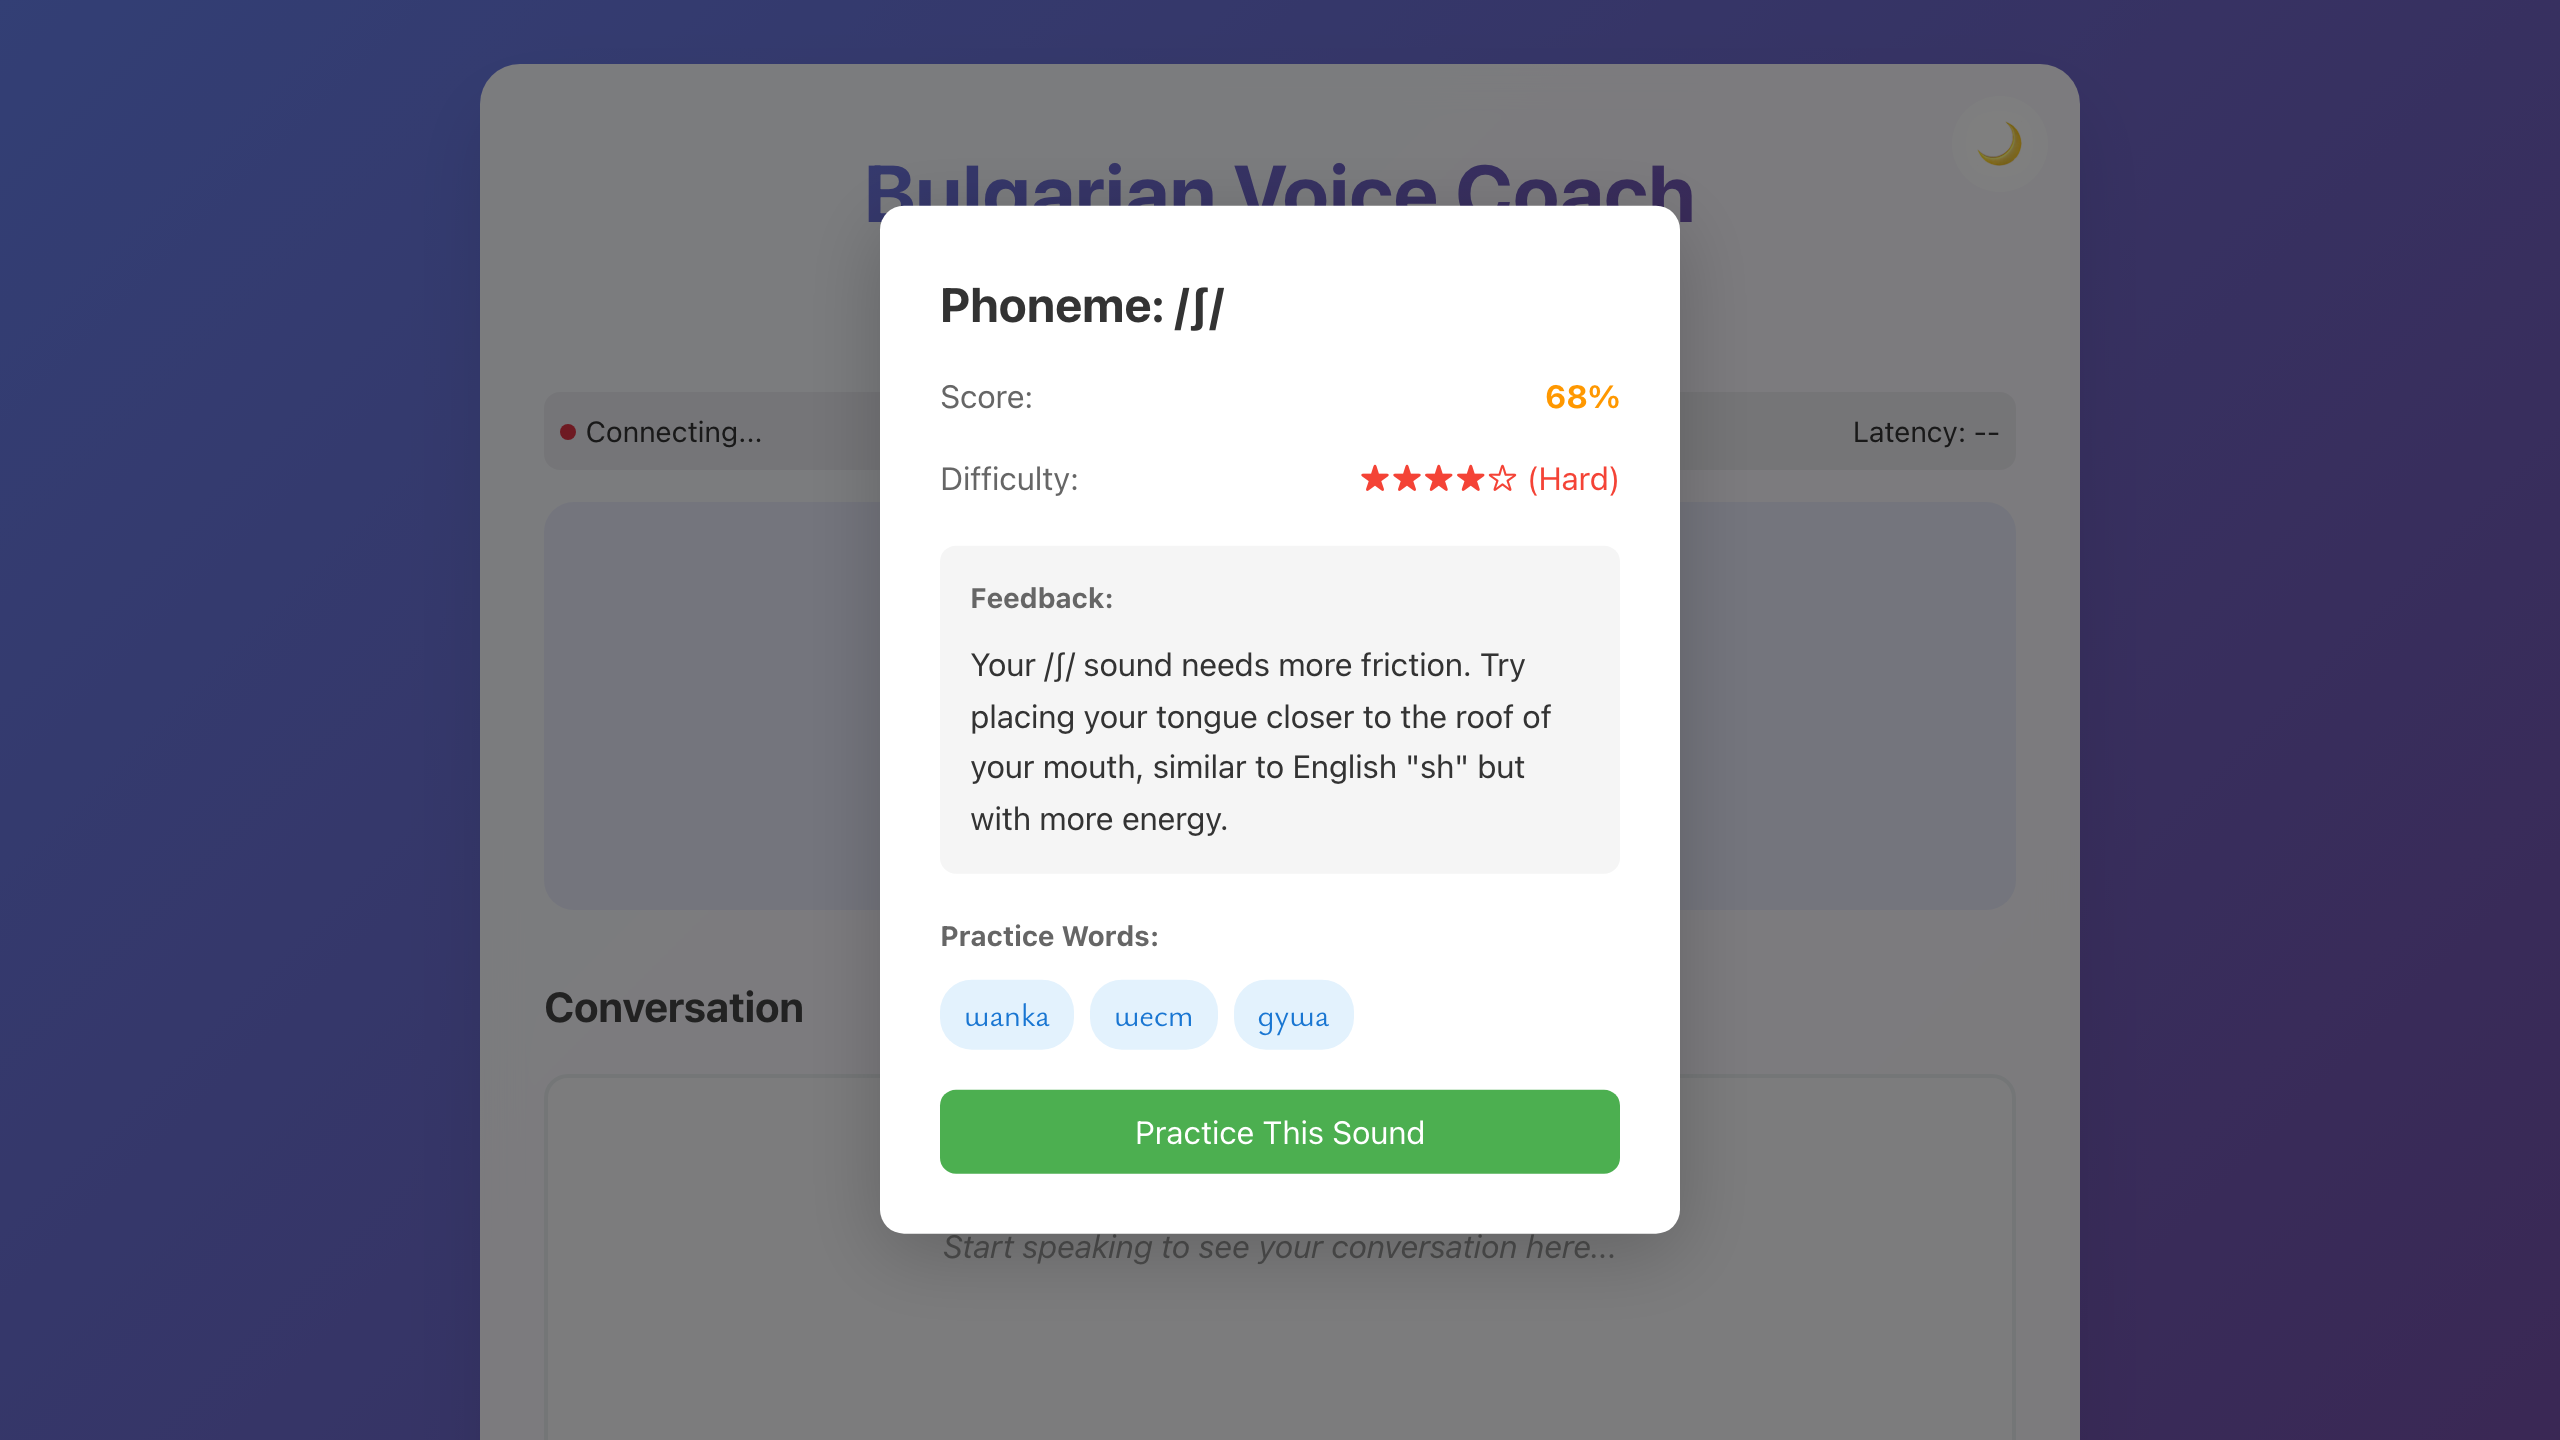 Bulgarian Voice Coach
Phoneme: /ʃ/
Score: 68%
Connecting...
Latency: --
Difficulty: ★★★★☆ (Hard)
Feedback:
Your /ʃ/ sound needs more friction. Try
placing your tongue closer to the roof of
your mouth, similar to English "sh" but
with more energy.
Practice Words:
шапка шест душа
Conversation
Practice This Sound
Start speaking to see your conversation here...